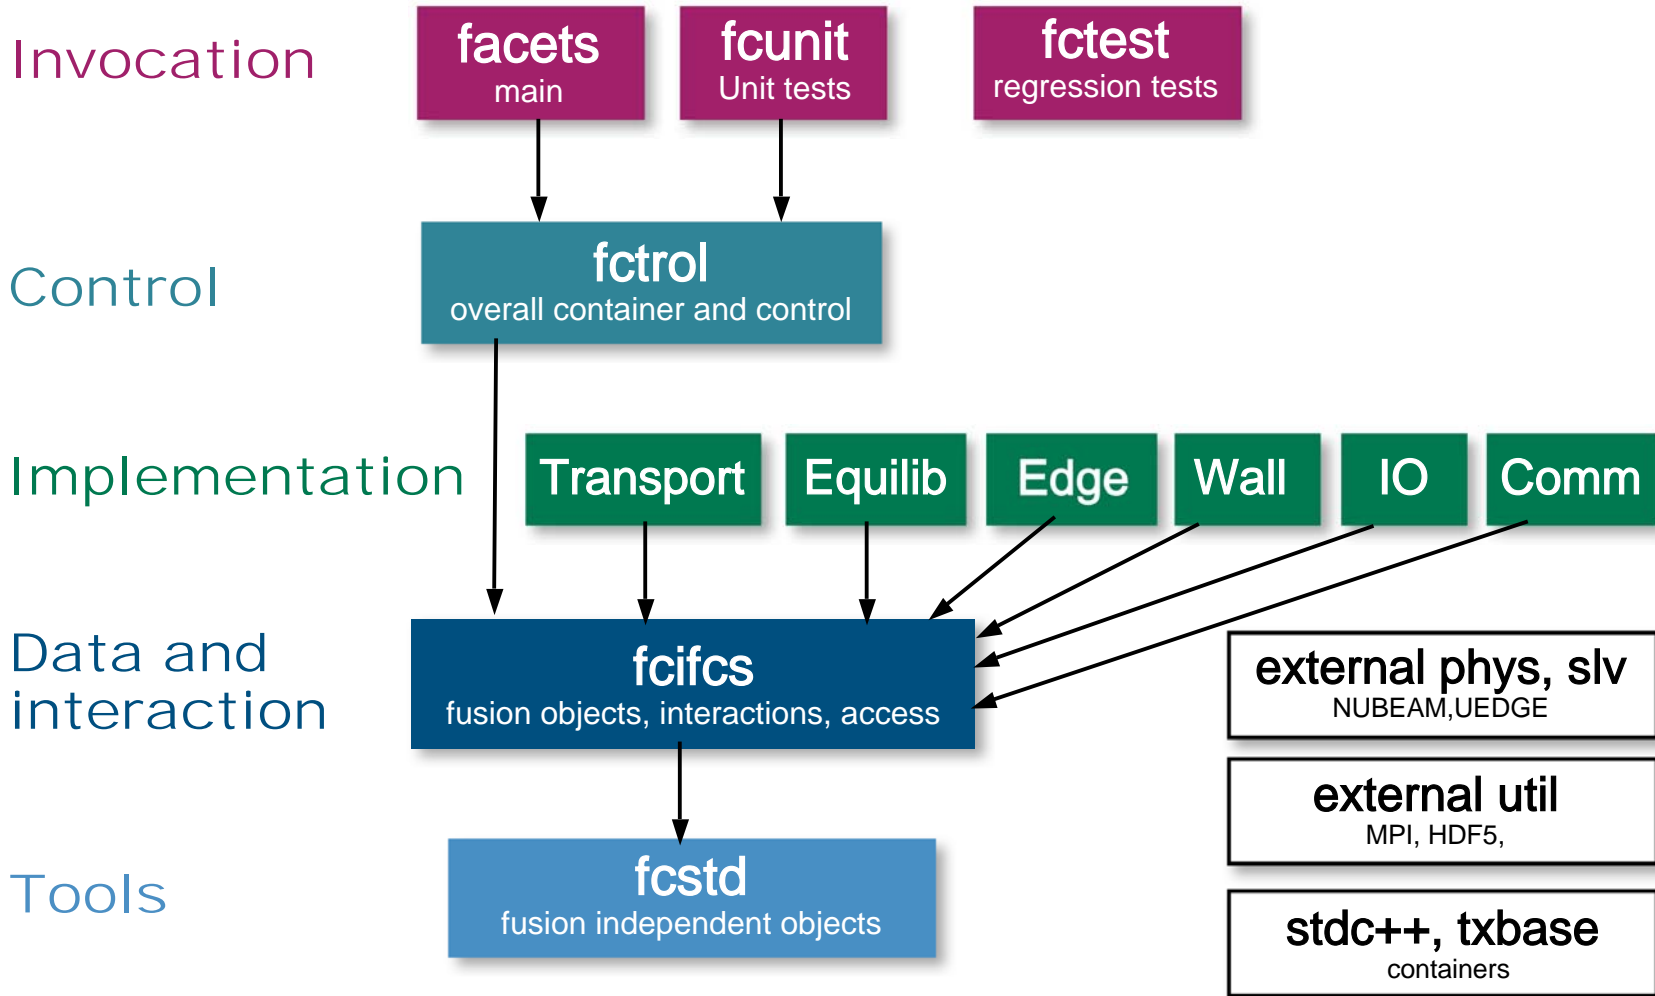 Invocation
facets
main
fcunit
Unit tests
fctest
regression tests
Control
fctrol
overall container and control
Implementation
Transport
Equilib
Edge
Wall
IO
Comm
Data and
interaction
fcifcs
fusion objects, interactions, access
external phys, slv
NUBEAM,UEDGE
external util
MPI, HDF5,
Tools
fcstd
fusion independent objects
stdc++, txbase
containers